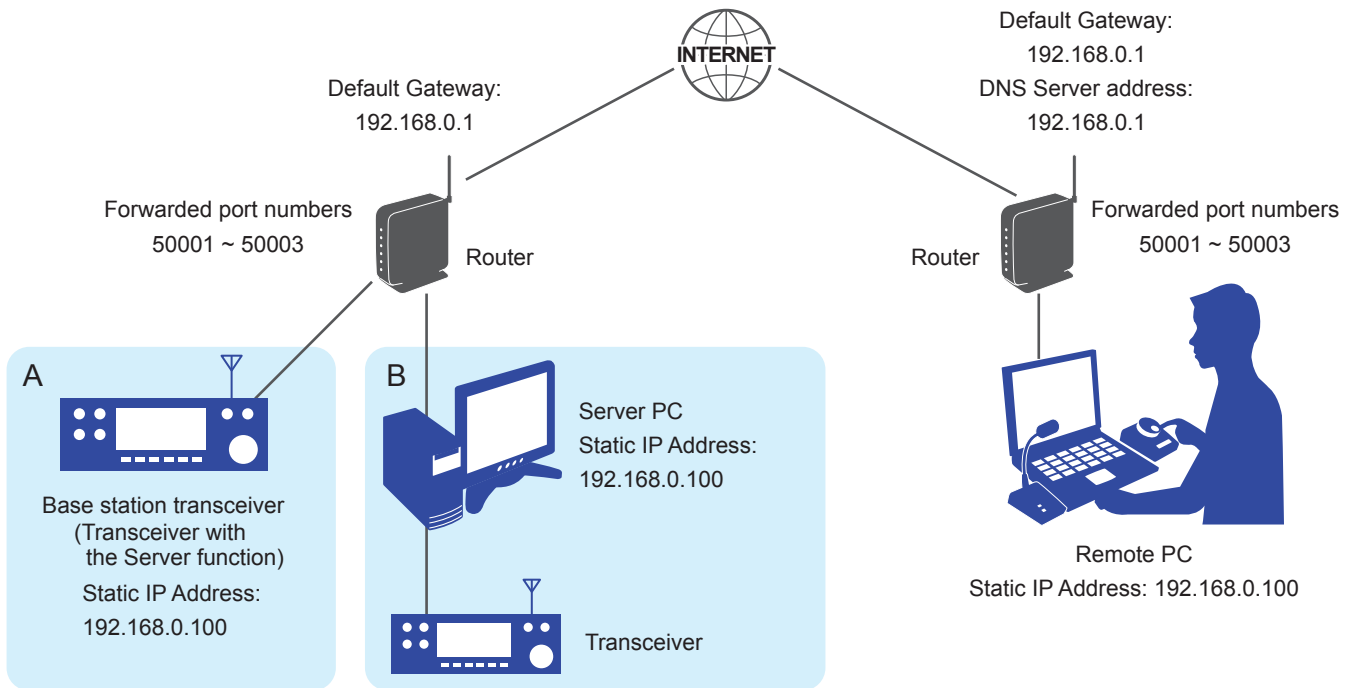 INTERNET
Default Gateway:
192.168.0.1
Default Gateway:
192.168.0.1
DNS Server address:
192.168.0.1
Forwarded port numbers
50001 ~ 50003
Router
Router
Forwarded port numbers
50001 ~ 50003
A
Base station transceiver
(Transceiver with
the Server function)
Static IP Address:
192.168.0.100
B
Server PC
Static IP Address:
192.168.0.100
Transceiver
Remote PC
Static IP Address: 192.168.0.100